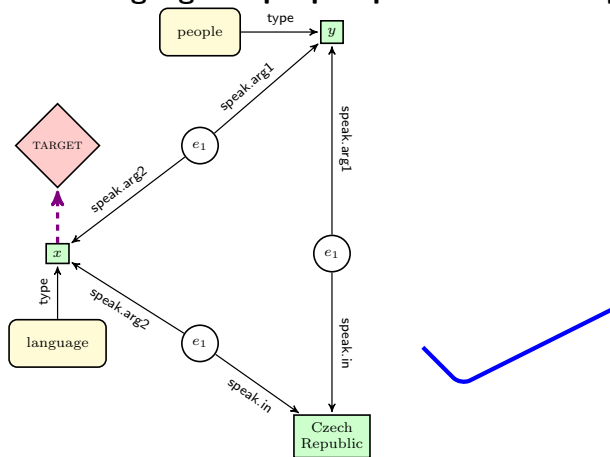 people
type
y
speak.arg1
e1
speak.arg2
speak.arg1
TARGET
x
e1
type
speak.arg2
speak.in
language
e1
speak.in
Czech
Republic